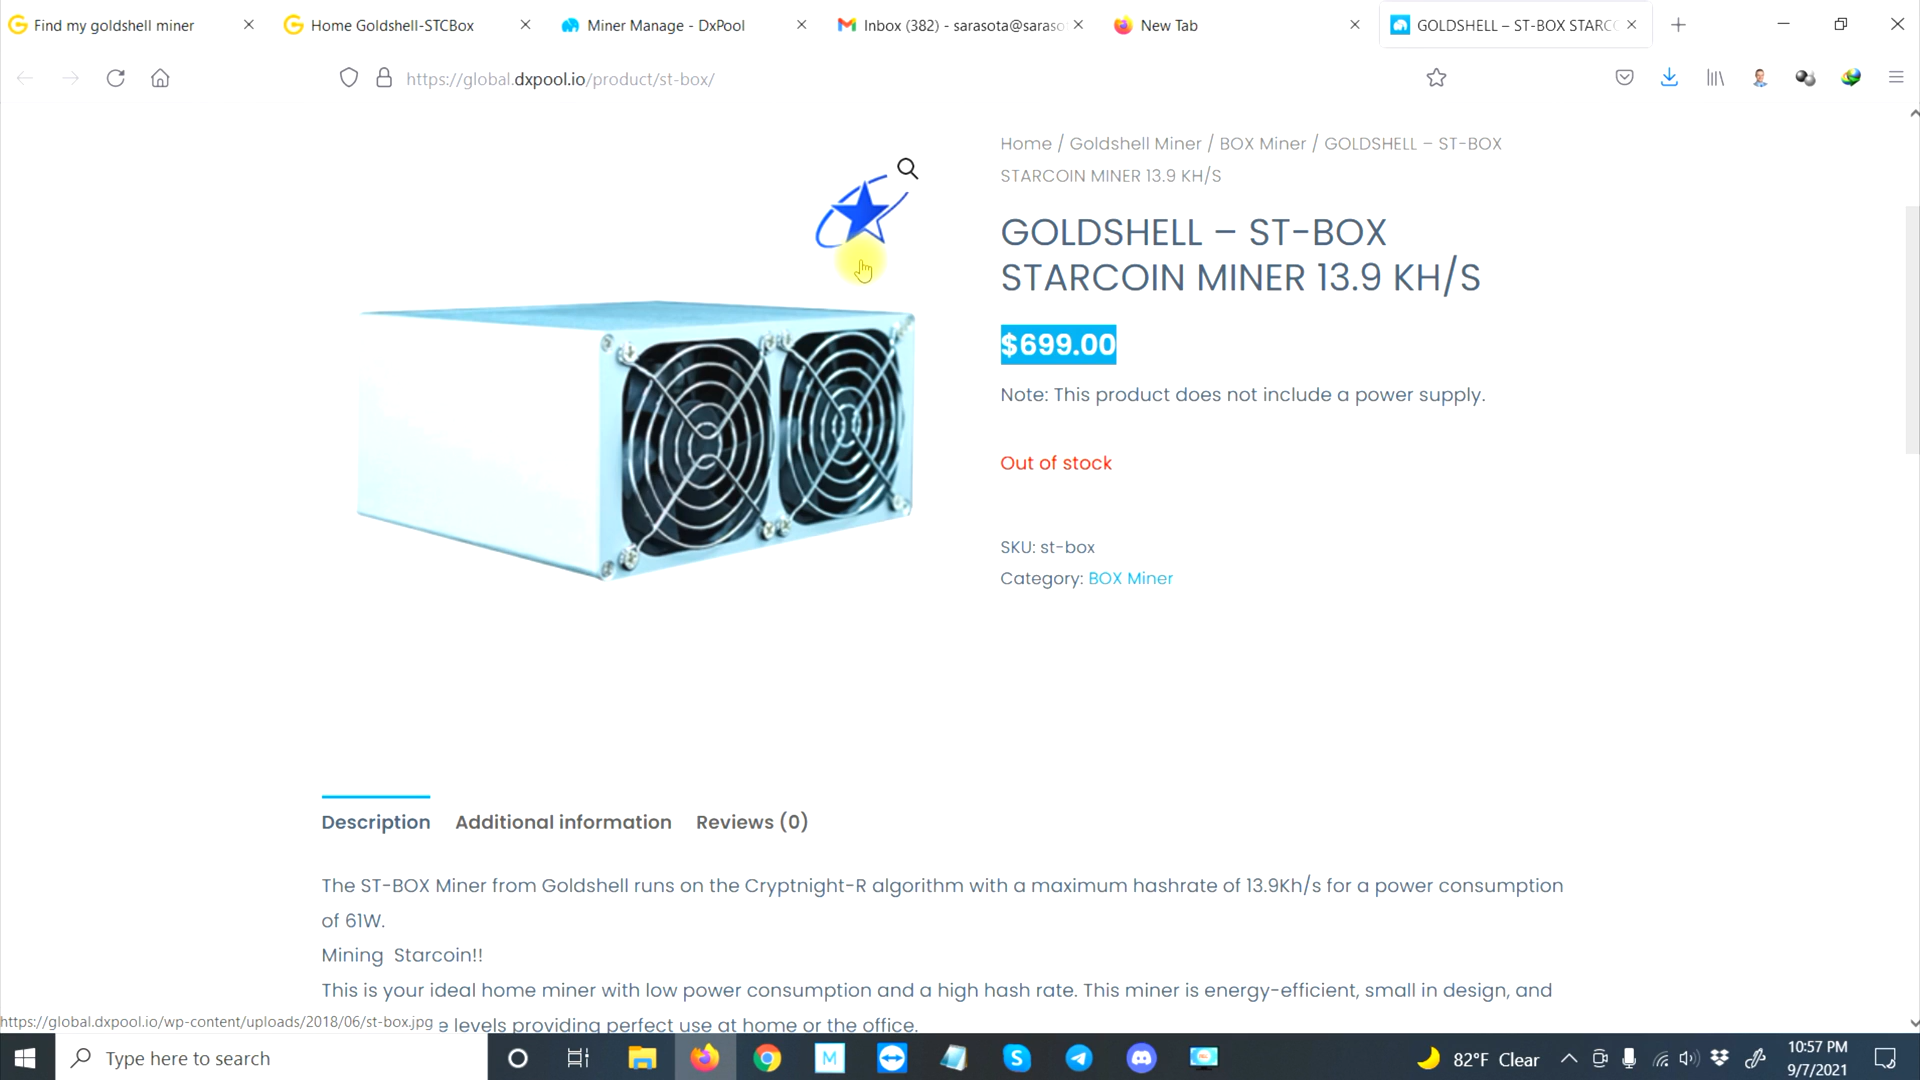 Find my goldshell miner
Home Goldshell-STCBox
Miner Manage - DxPool
Inbox (382) - sarasota@saraso
New Tab
GOLDSHELL – ST-BOX STARC
https://global.dxpool.io/product/st-box/
Home / Goldshell Miner / BOX Miner / GOLDSHELL – ST-BOX
STARCOIN MINER 13.9 KH/S
GOLDSHELL – ST-BOX
STARCOIN MINER 13.9 KH/S
$699.00
Note: This product does not include a power supply.
Out of stock
SKU: st-box
Category: BOX Miner
Description
Additional information
Reviews (0)
The ST-BOX Miner from Goldshell runs on the Cryptnight-R algorithm with a maximum hashrate of 13.9Kh/s for a power consumption
of 61W.
Mining Starcoin!!
This is your ideal home miner with low power consumption and a high hash rate. This miner is energy-efficient, small in design, and
e levels providing perfect use at home or the office.
https://global.dxpool.io/wp-content/uploads/2018/06/st-box.jpg
Type here to search
M
S
82°F Clear
10:57 PM
9/7/2021